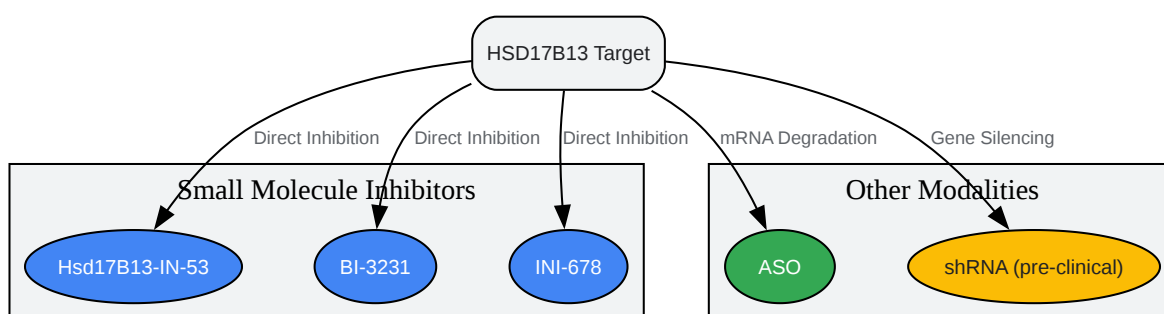 HSD17B13 Target
Direct Inhibition
Direct Inhibition
Direct Inhibition
mRNA Degradation
Gene Silencing
Small Molecule Inhibitors
Other Modalities
Hsd17B13-IN-53
BI-3231
INI-678
ASO
shRNA (pre-clinical)